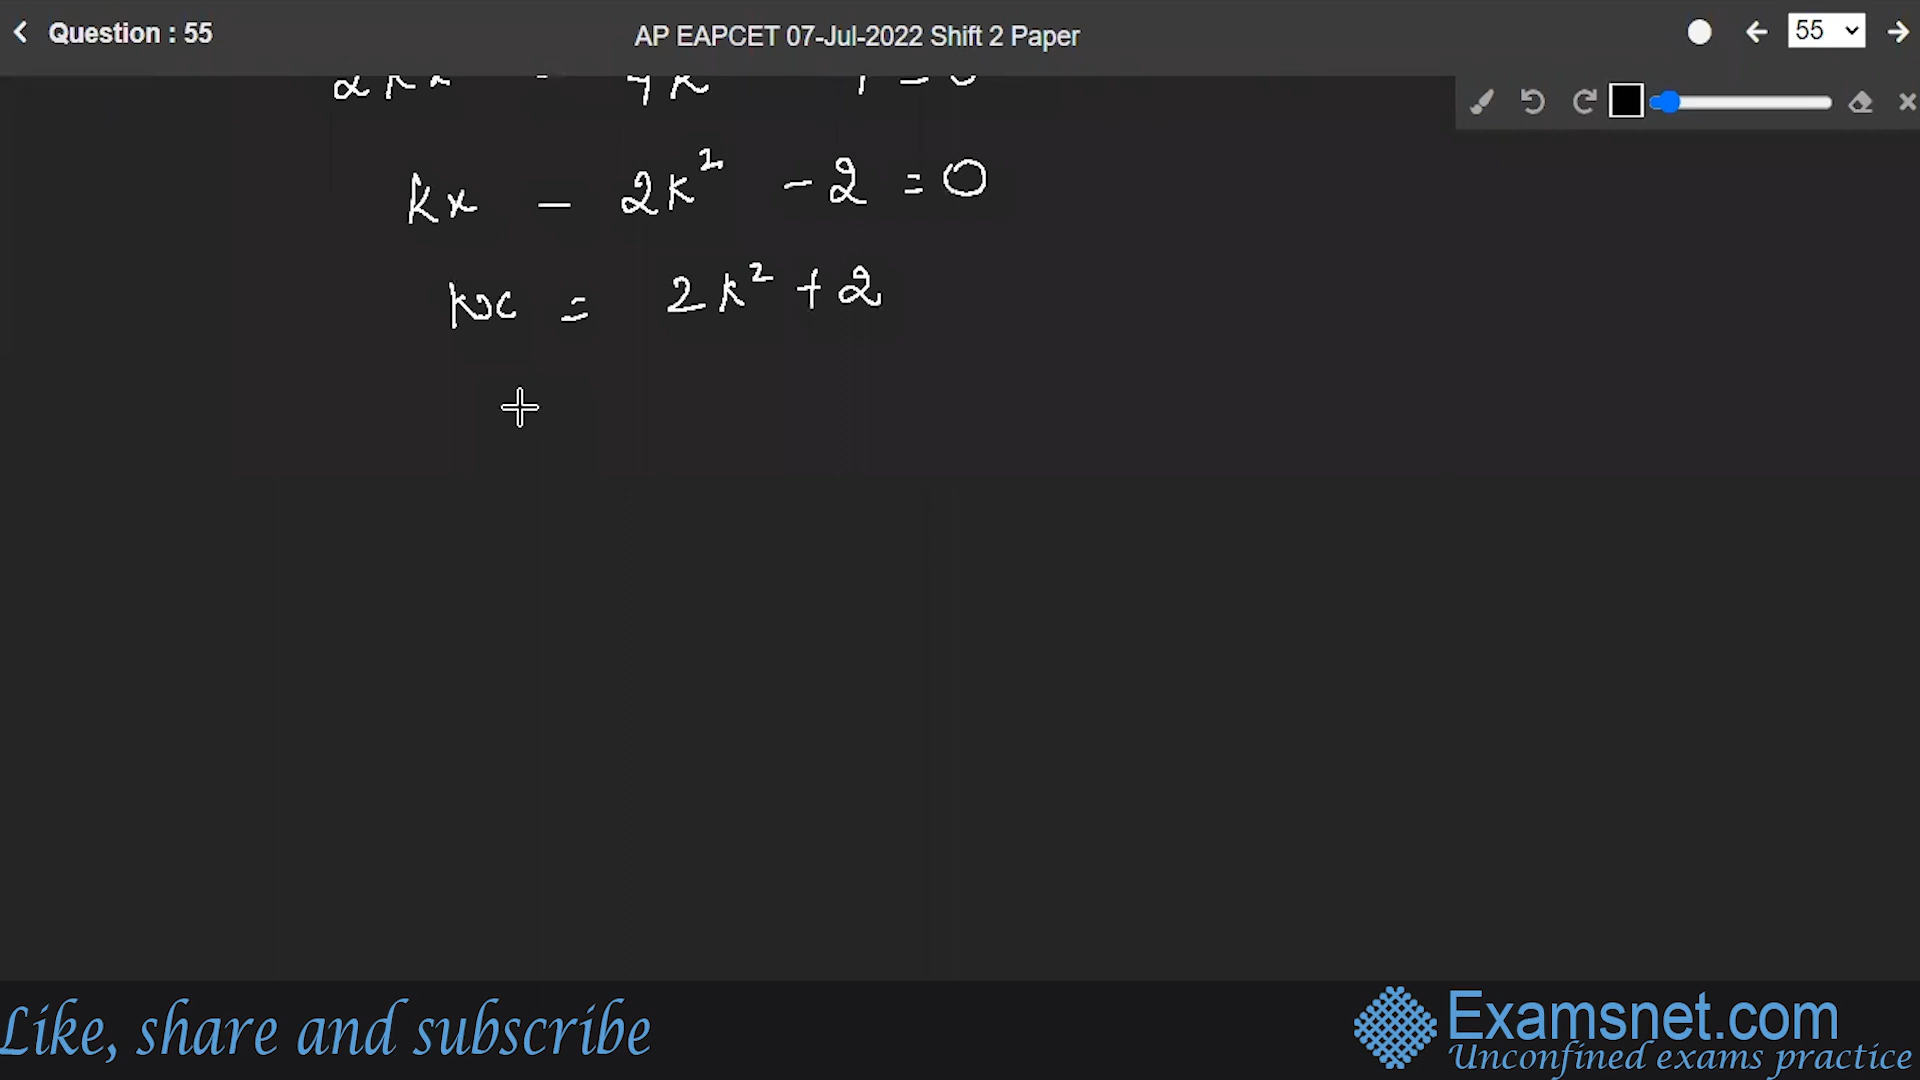 Question : 55
AP EAPCET 07-Jul-2022 Shift 2 Paper
55
kx - 2k² - 2 = 0
kx = 2k² + 2
Like, share and subscribe
Examsnet.com
Unconfined exams practice